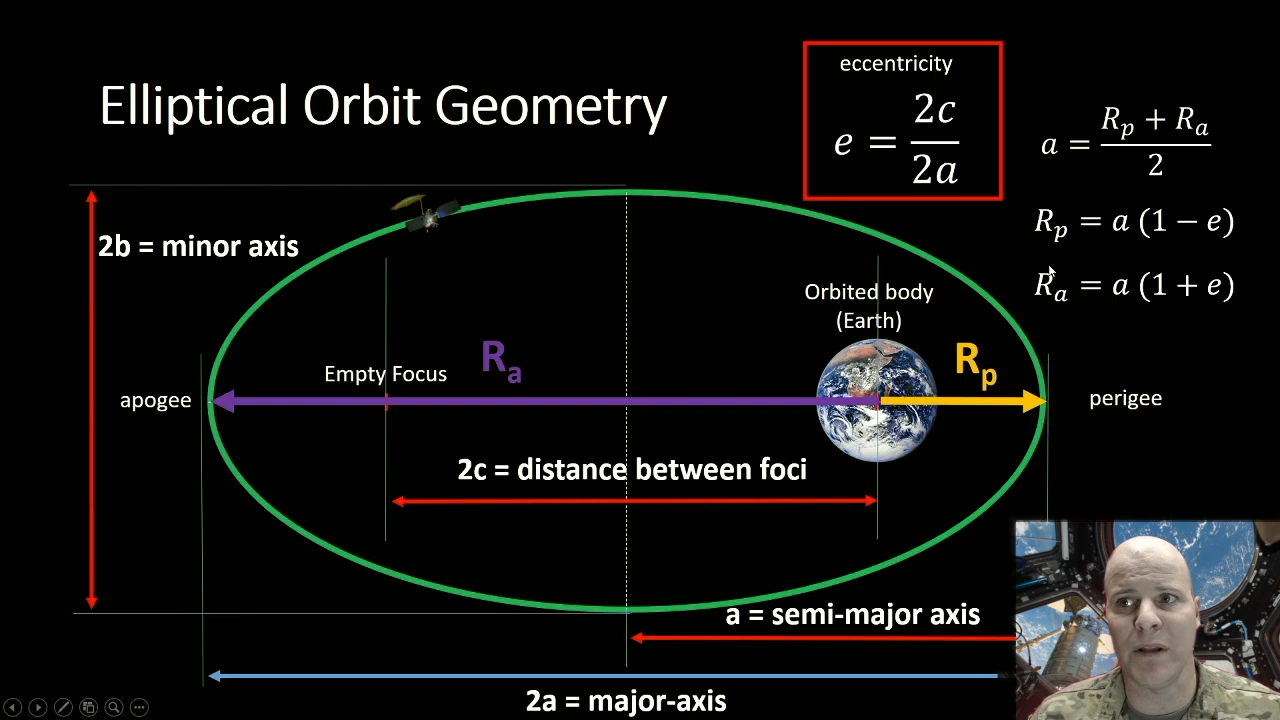 Elliptical Orbit Geometry
eccentricity
e = 2c/2a
a = (Rₚ + Rₐ)/2
Rₚ = a (1 − e)
Rₐ = a (1 + e)
2b = minor axis
Orbited body
(Earth)
Rₐ
Rₚ
Empty Focus
apogee
perigee
2c = distance between foci
a = semi-major axis
2a = major-axis